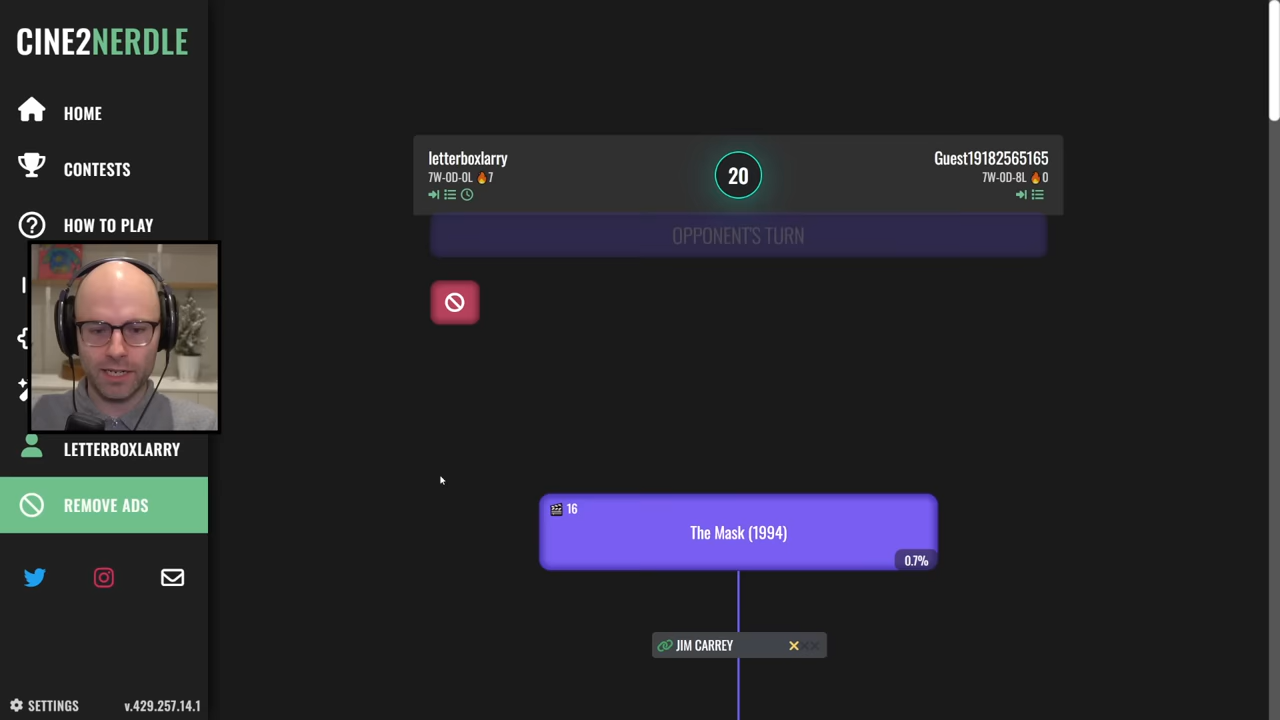 CINE2NERDLE
HOME
CONTESTS
HOW TO PLAY
LETTERBOXLARRY
REMOVE ADS
SETTINGS
v.429.257.14.1
letterboxlarry
7W-0D-0L 🔥7
20
Guest19182565165
7W-0D-8L 🔥0
OPPONENT'S TURN
16
The Mask (1994)
0.7%
JIM CARREY